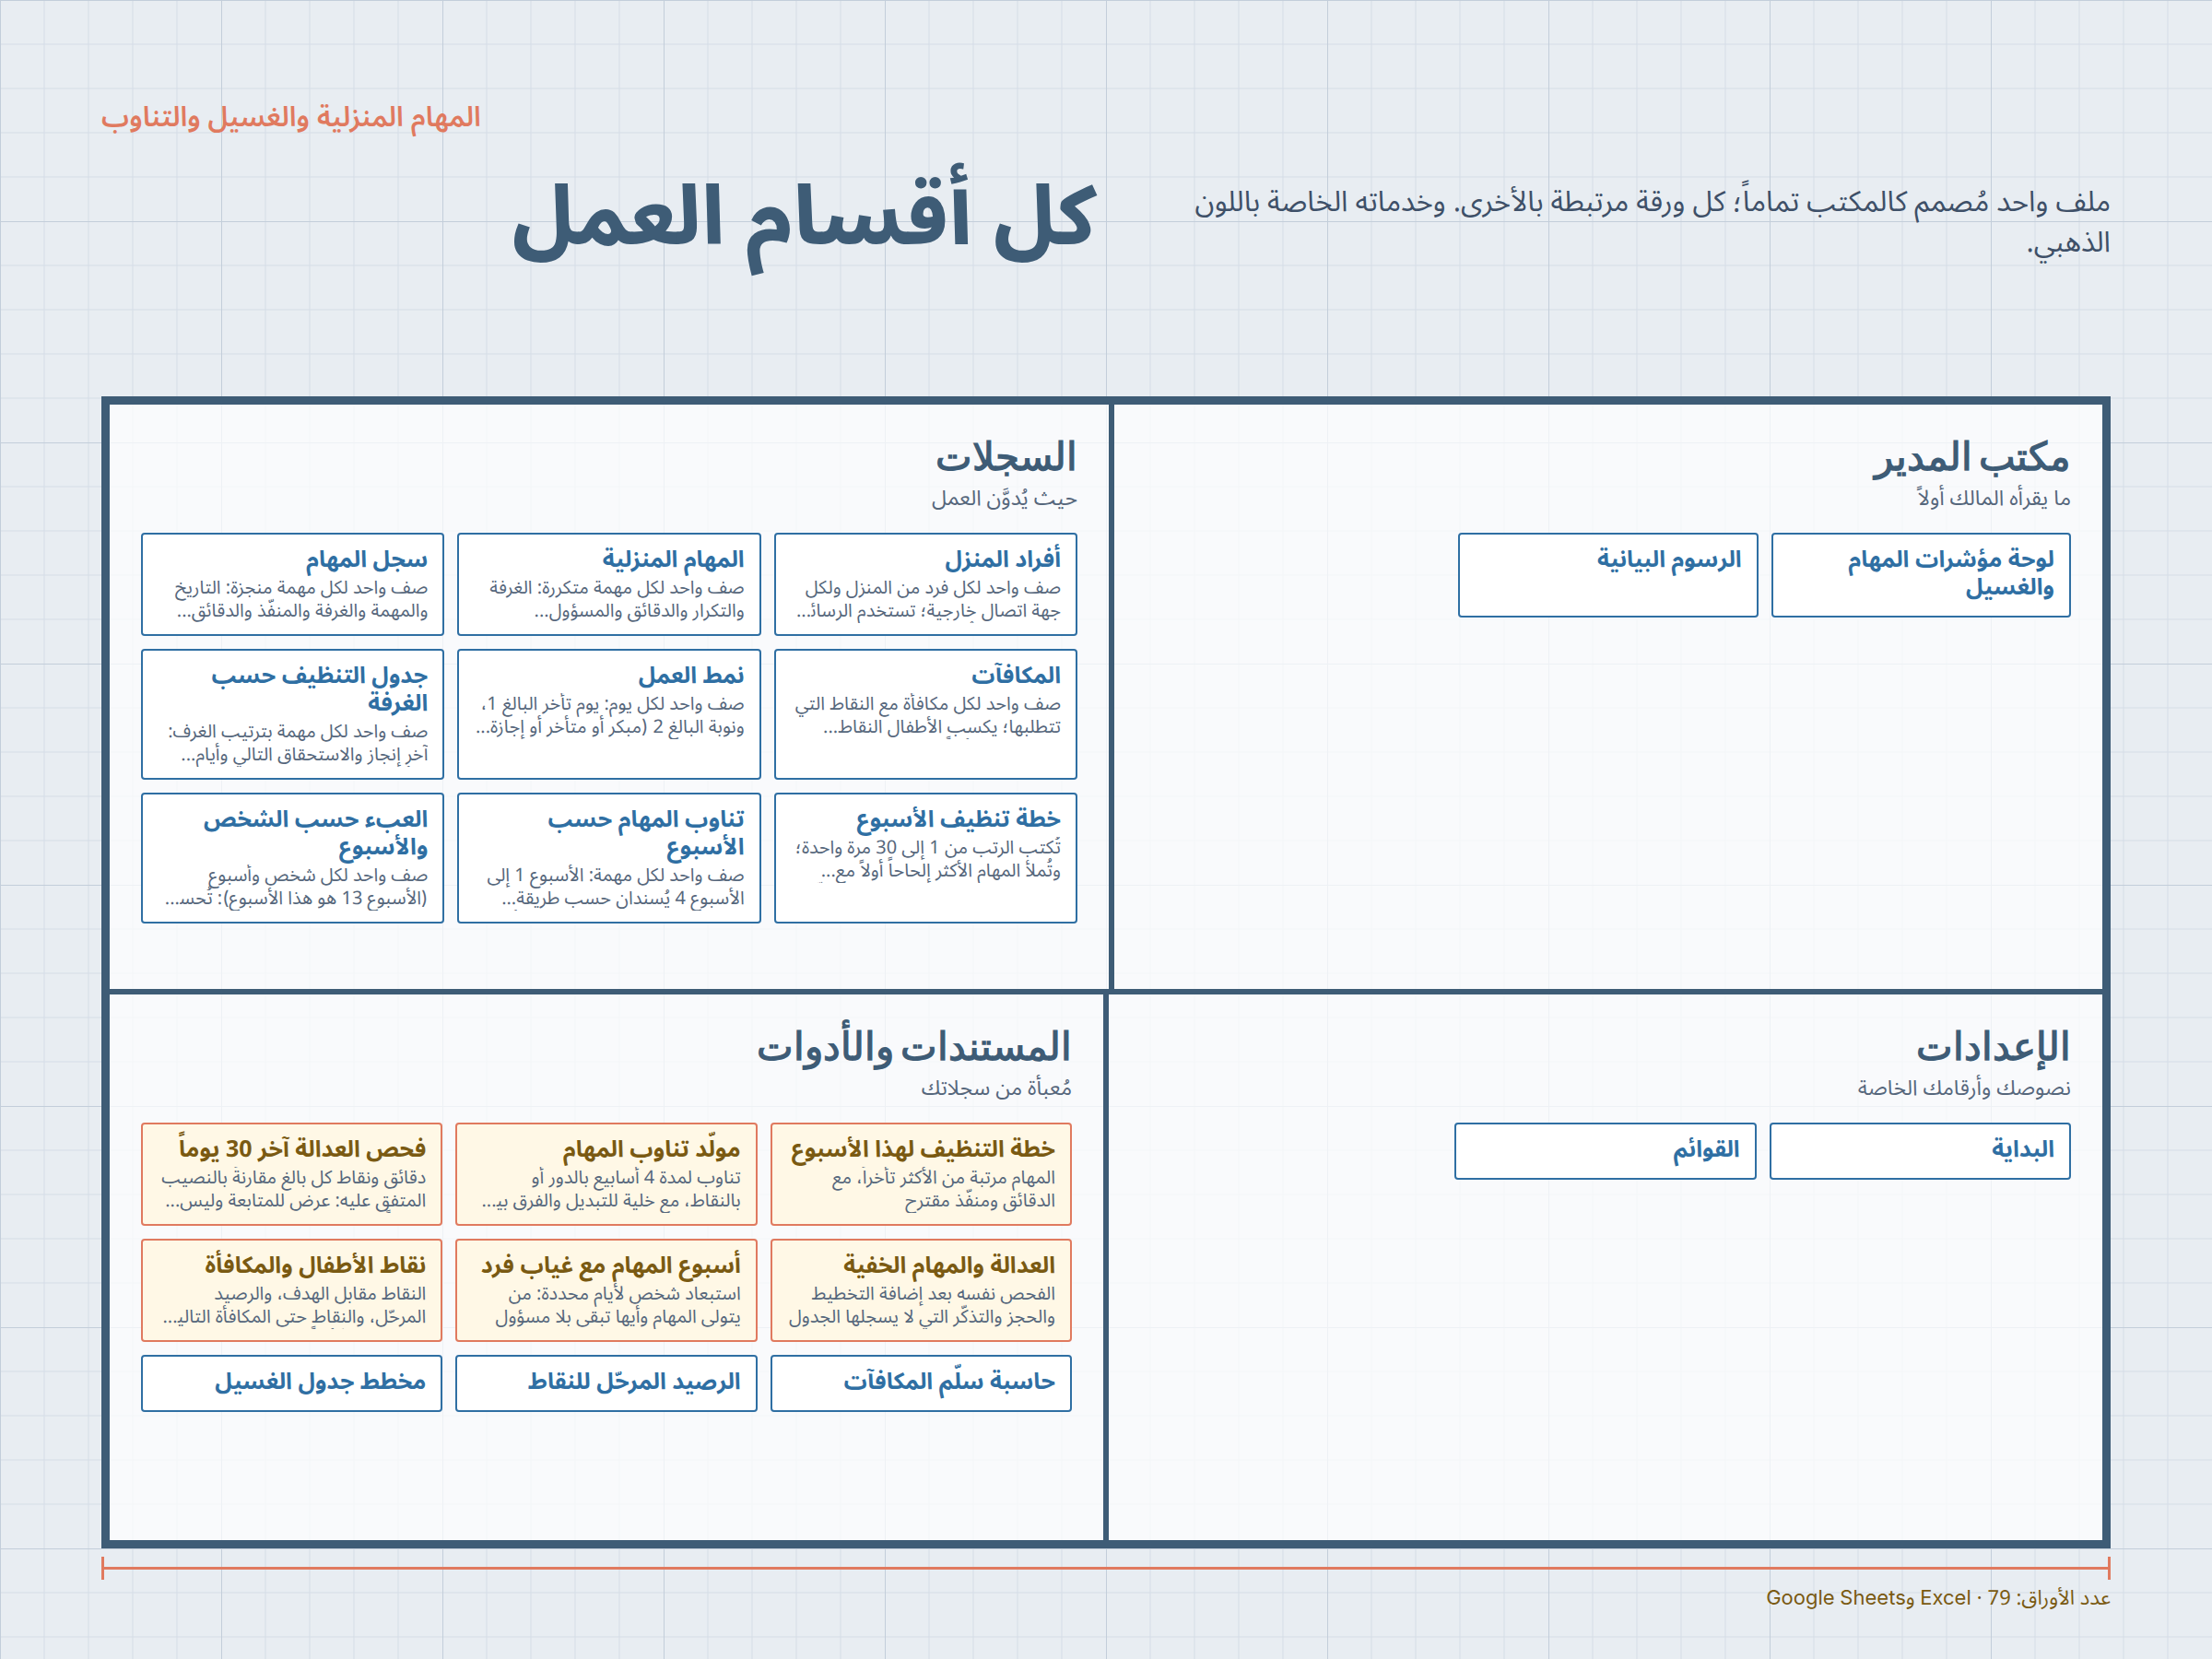 المهام المنزلية والغسيل والتناوب
كل أقسام العمل
ملف واحد مُصمم كالمكتب تماماً؛ كل ورقة مرتبطة بالأخرى. وخدماته الخاصة باللون
الذهبي.
مكتب المدير
ما يقرأه المالك أولاً
لوحة مؤشرات المهام
والغسيل
الرسوم البيانية
السجلات
حيث يُدوَّن العمل
أفراد المنزل
صف واحد لكل فرد من المنزل ولكل
جهة اتصال خارجية؛ تستخدم الرسائـ...
المهام المنزلية
صف واحد لكل مهمة متكررة: الغرفة
والتكرار والدقائق والمسؤول...
سجل المهام
صف واحد لكل مهمة منجزة: التاريخ
والمهمة والغرفة والمنفّذ والدقائق...
المكافآت
صف واحد لكل مكافأة مع النقاط التي
تتطلبها؛ يكسب الأطفال النقاط...
نمط العمل
صف واحد لكل يوم: يوم تأخر البالغ 1،
ونوبة البالغ 2 (مبكر أو متأخر أو إجازة...
جدول التنظيف حسب
الغرفة
صف واحد لكل مهمة بترتيب الغرف:
آخر إنجاز والاستحقاق التالي وأيام...
خطة تنظيف الأسبوع
تُكتب الرتب من 1 إلى 30 مرة واحدة؛
وتُملأ المهام الأكثر إلحاحاً أولاً مع...
تناوب المهام حسب
الأسبوع
صف واحد لكل مهمة: الأسبوع 1 إلى
الأسبوع 4 يُسندان حسب طريقة...
العبء حسب الشخص
والأسبوع
صف واحد لكل شخص وأسبوع
(الأسبوع 13 هو هذا الأسبوع): تُحسـ...
الإعدادات
نصوصك وأرقامك الخاصة
البداية
القوائم
المستندات والأدوات
مُعبأة من سجلاتك
خطة التنظيف لهذا الأسبوع
المهام مرتبة من الأكثر تأخراً، مع
الدقائق ومنفّذ مقترح
مولّد تناوب المهام
تناوب لمدة 4 أسابيع بالدور أو
بالنقاط، مع خلية للتبديل والفرق بيـ...
فحص العدالة آخر 30 يوماً
دقائق ونقاط كل بالغ مقارنة بالنصيب
المتفق عليه: عرض للمتابعة وليس...
العدالة والمهام الخفية
الفحص نفسه بعد إضافة التخطيط
والحجز والتذكّر التي لا يسجلها الجدول
أسبوع المهام مع غياب فرد
استبعاد شخص لأيام محددة: من
يتولى المهام وأيها تبقى بلا مسؤول
نقاط الأطفال والمكافأة
النقاط مقابل الهدف، والرصيد
المرحّل، والنقاط حتى المكافأة التاليـ...
حاسبة سلّم المكافآت
الرصيد المرحّل للنقاط
مخطط جدول الغسيل
عدد الأوراق: 79 · Excel وGoogle Sheets